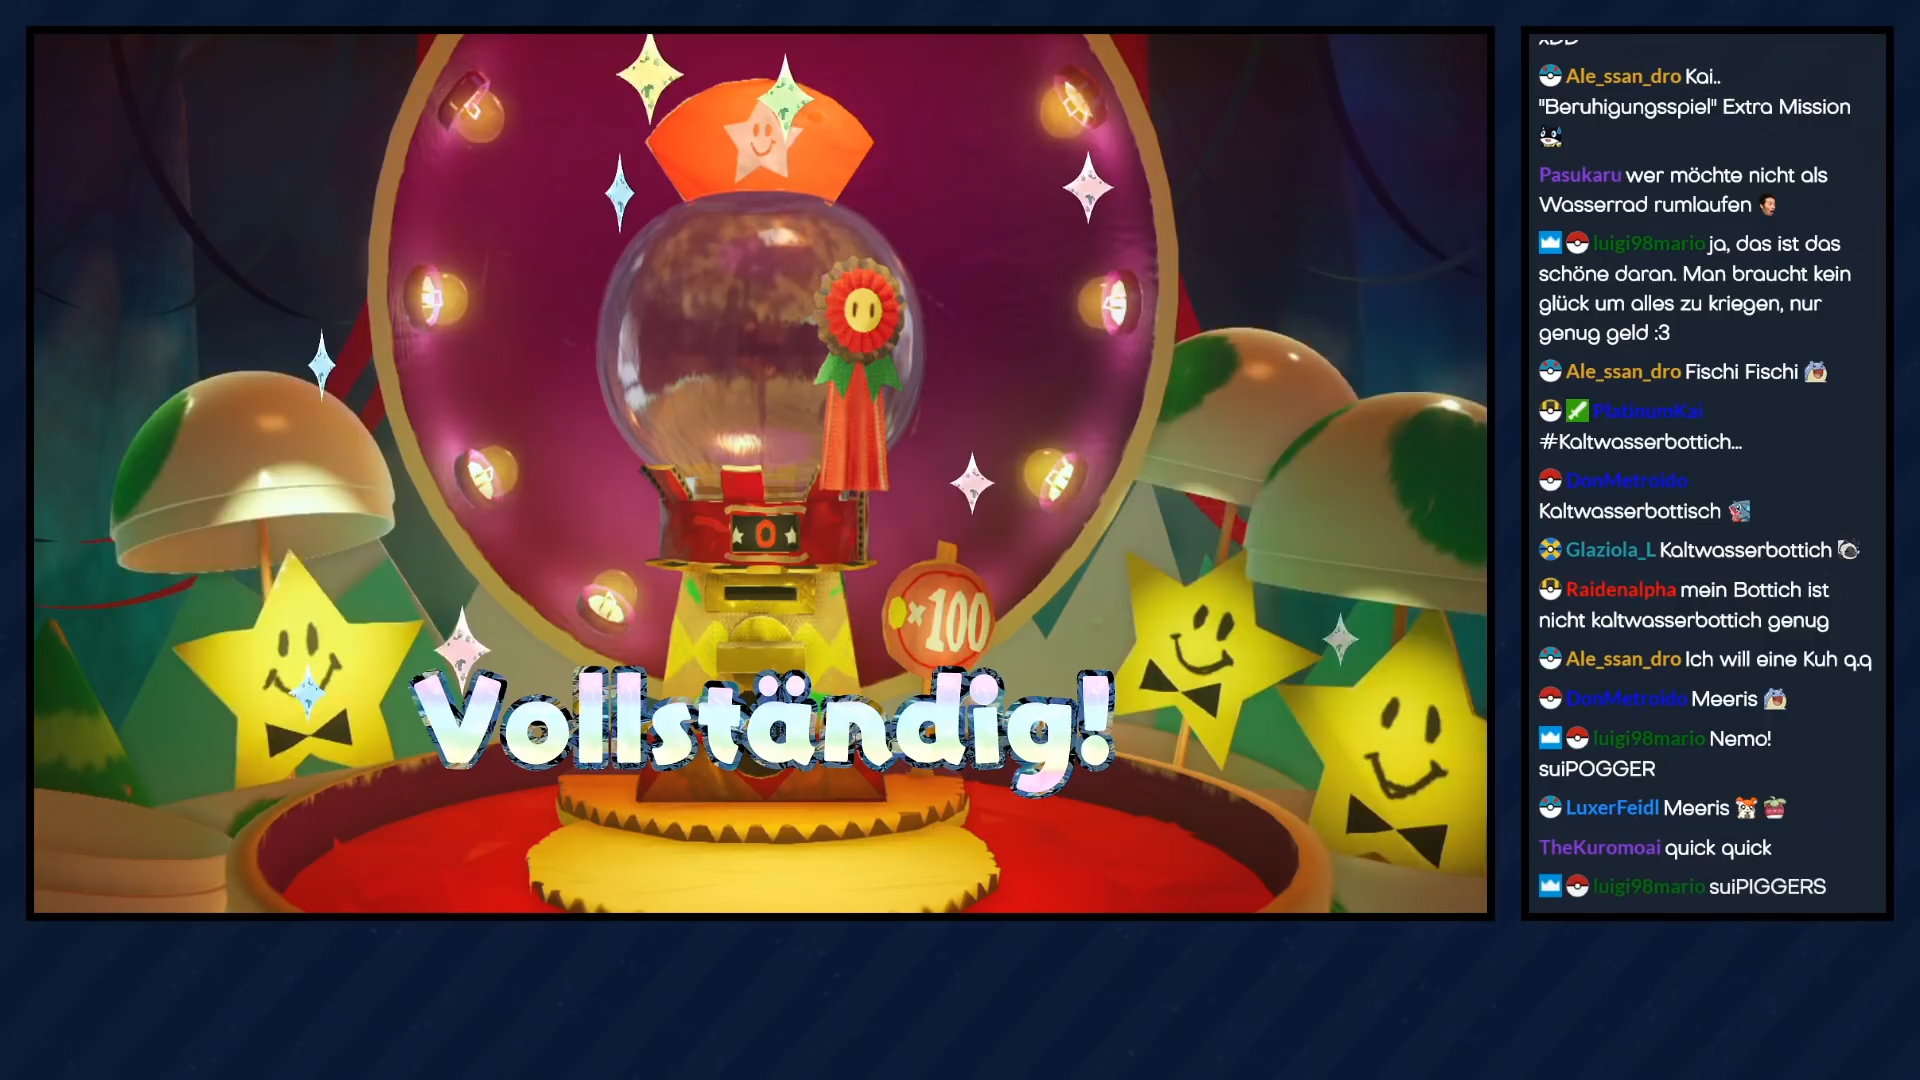 0
×100
Vollständig!
xDD
Ale_ssan_dro Kai..
"Beruhigungsspiel" Extra Mission
Pasukaru wer möchte nicht als
Wasserrad rumlaufen
luigi98mario ja, das ist das
schöne daran. Man braucht kein
glück um alles zu kriegen, nur
genug geld :3
Ale_ssan_dro Fischi Fischi
PlatinumKai
#Kaltwasserbottich...
DonMetroido
Kaltwasserbottisch
Glaziola_L Kaltwasserbottich
Raidenalpha mein Bottich ist
nicht kaltwasserbottich genug
Ale_ssan_dro Ich will eine Kuh q.q
DonMetroido Meeris
luigi98mario Nemo!
suiPOGGER
LuxerFeidl Meeris
TheKuromoai quick quick
luigi98mario suiPIGGERS